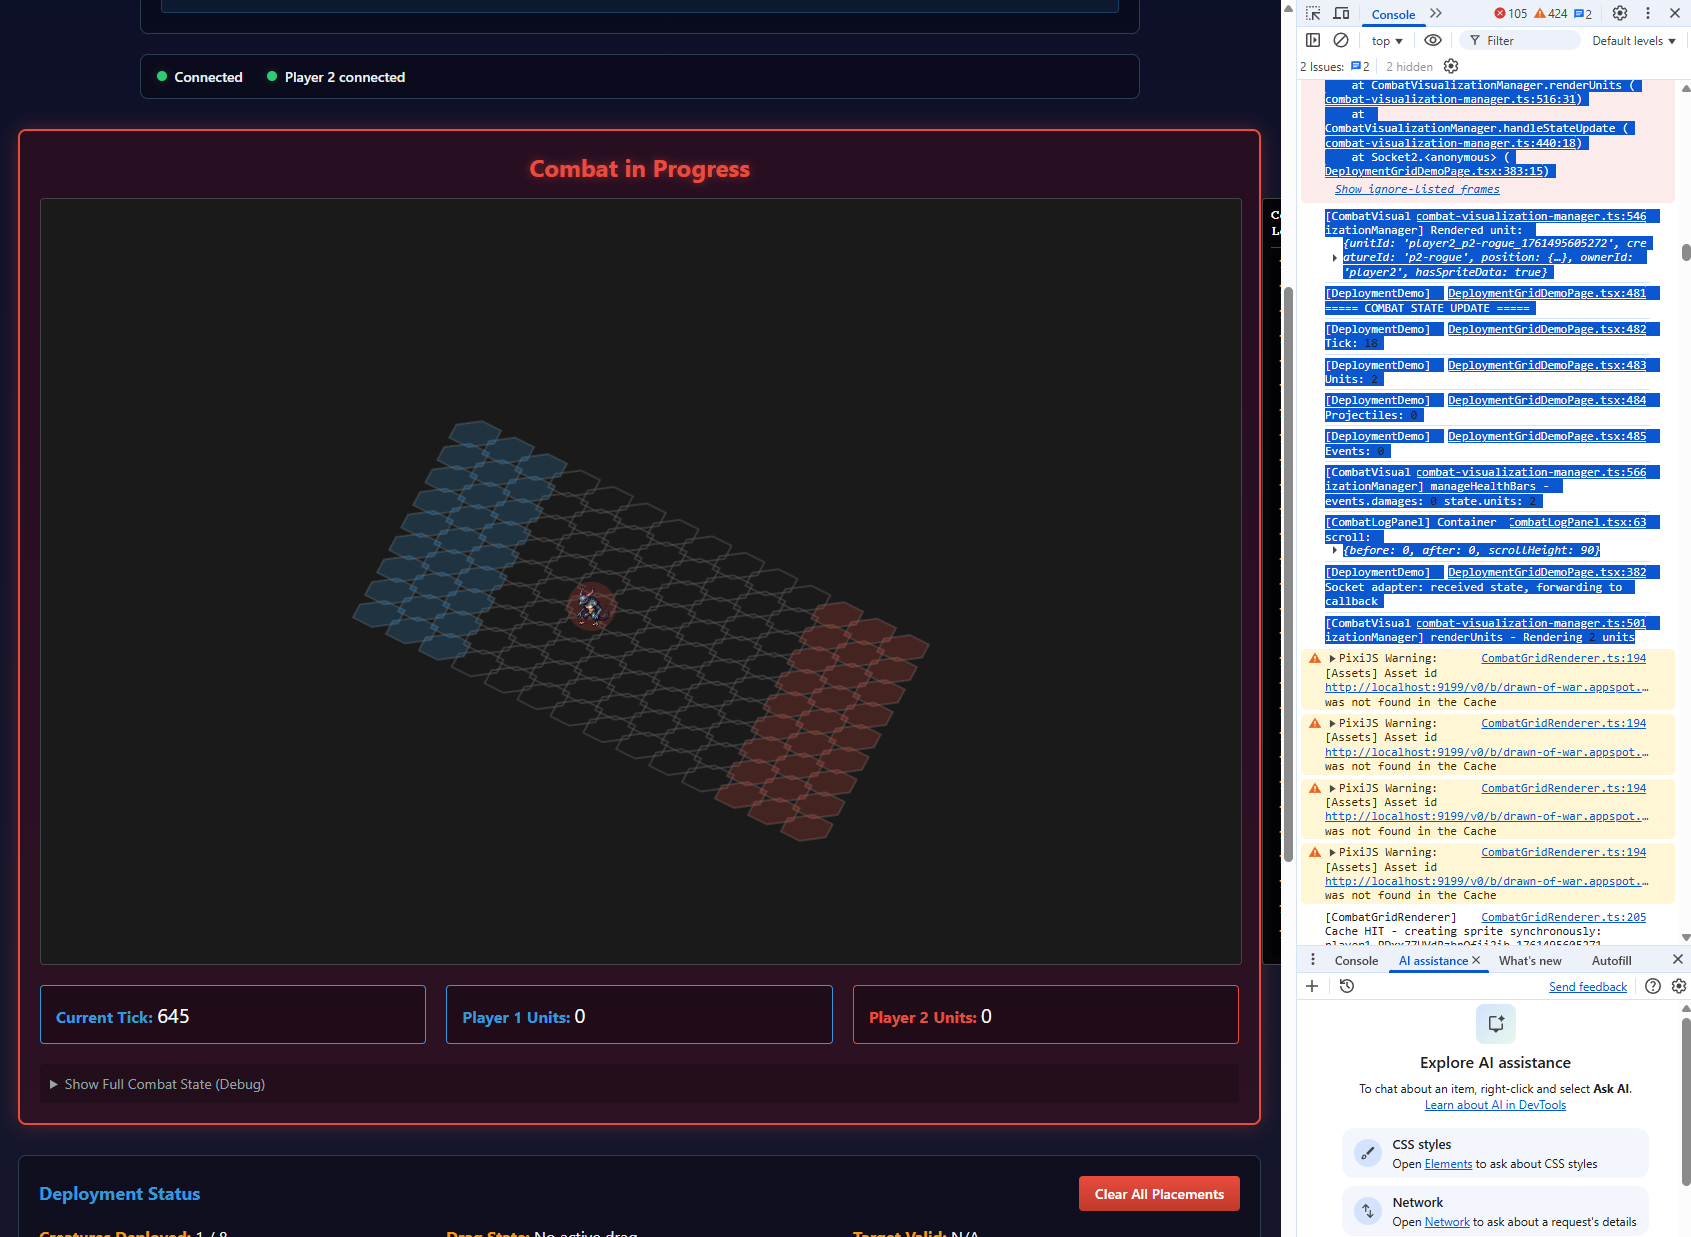 Connected
Player 2 connected
Combat in Progress
Current Tick: 645
Player 1 Units: 0
Player 2 Units: 0
Show Full Combat State (Debug)
Deployment Status
Clear All Placements
Creatures Deployed: 1 / 8
Drag State: No active drag
Target Valid: N/A
Console
105
424
2
top
Filter
Default levels
2 Issues: 2
2 hidden
at CombatVisualizationManager.renderUnits (
combat-visualization-manager.ts:516:31)
at
CombatVisualizationManager.handleStateUpdate (
combat-visualization-manager.ts:440:18)
at Socket2.<anonymous> (
DeploymentGridDemoPage.tsx:383:15)
Show ignore-listed frames
[CombatVisual combat-visualization-manager.ts:546
izationManager] Rendered unit:
{unitId: 'player2_p2-rogue_1761495605272', cre
atureId: 'p2-rogue', position: {…}, ownerId:
'player2', hasSpriteData: true}
[DeploymentDemo] DeploymentGridDemoPage.tsx:481
===== COMBAT STATE UPDATE =====
[DeploymentDemo] DeploymentGridDemoPage.tsx:482
Tick: 18
[DeploymentDemo] DeploymentGridDemoPage.tsx:483
Units: 2
[DeploymentDemo] DeploymentGridDemoPage.tsx:484
Projectiles: 0
[DeploymentDemo] DeploymentGridDemoPage.tsx:485
Events: 0
[CombatVisual combat-visualization-manager.ts:566
izationManager] manageHealthBars -
events.damages: 0 state.units: 2
[CombatLogPanel] Container CombatLogPanel.tsx:63
scroll:
{before: 0, after: 0, scrollHeight: 90}
[DeploymentDemo] DeploymentGridDemoPage.tsx:382
Socket adapter: received state, forwarding to
callback
[CombatVisual combat-visualization-manager.ts:501
izationManager] renderUnits - Rendering 2 units
PixiJS Warning: CombatGridRenderer.ts:194
[Assets] Asset id
http://localhost:9199/v0/b/drawn-of-war.appspot.…
was not found in the Cache
PixiJS Warning: CombatGridRenderer.ts:194
[Assets] Asset id
http://localhost:9199/v0/b/drawn-of-war.appspot.…
was not found in the Cache
PixiJS Warning: CombatGridRenderer.ts:194
[Assets] Asset id
http://localhost:9199/v0/b/drawn-of-war.appspot.…
was not found in the Cache
PixiJS Warning: CombatGridRenderer.ts:194
[Assets] Asset id
http://localhost:9199/v0/b/drawn-of-war.appspot.…
was not found in the Cache
[CombatGridRenderer] CombatGridRenderer.ts:205
Cache HIT - creating sprite synchronously:
Console
AI assistance
What's new
Autofill
Send feedback
Explore AI assistance
To chat about an item, right-click and select Ask AI.
Learn about AI in DevTools
CSS styles
Open Elements to ask about CSS styles
Network
Open Network to ask about a request's details